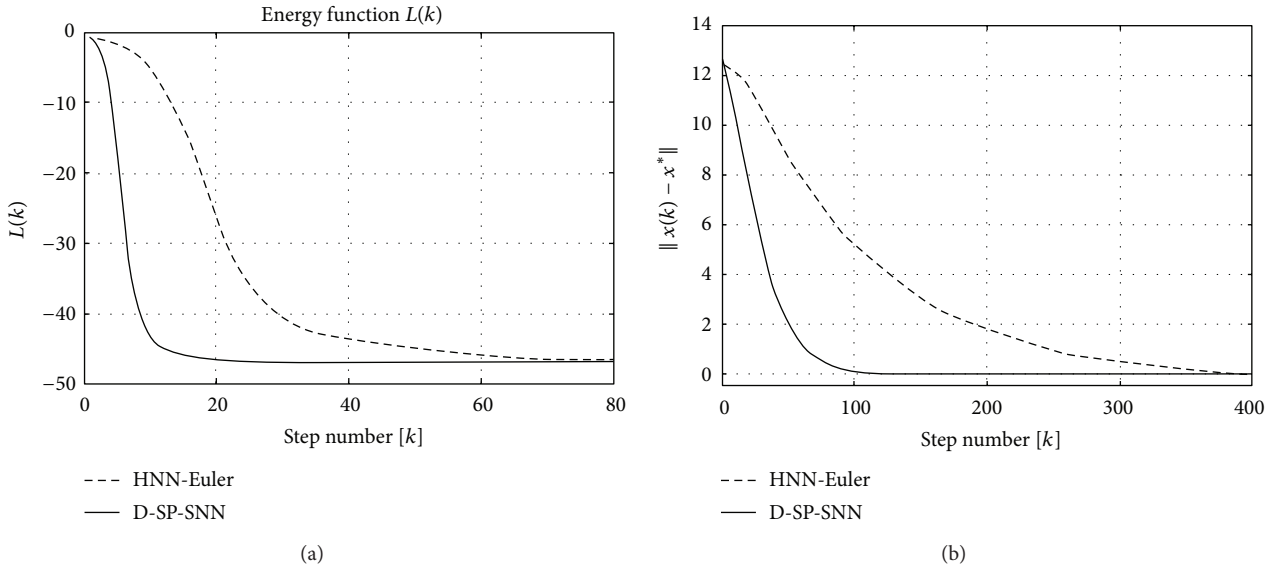 Energy function L(k)
0
−10
−20
−30
−40
−50
L(k)
0
20
40
60
80
Step number [k]
HNN-Euler
D-SP-SNN
(a)
14
12
10
8
6
4
2
0
‖ x(k) − x* ‖
0
100
200
300
400
Step number [k]
HNN-Euler
D-SP-SNN
(b)